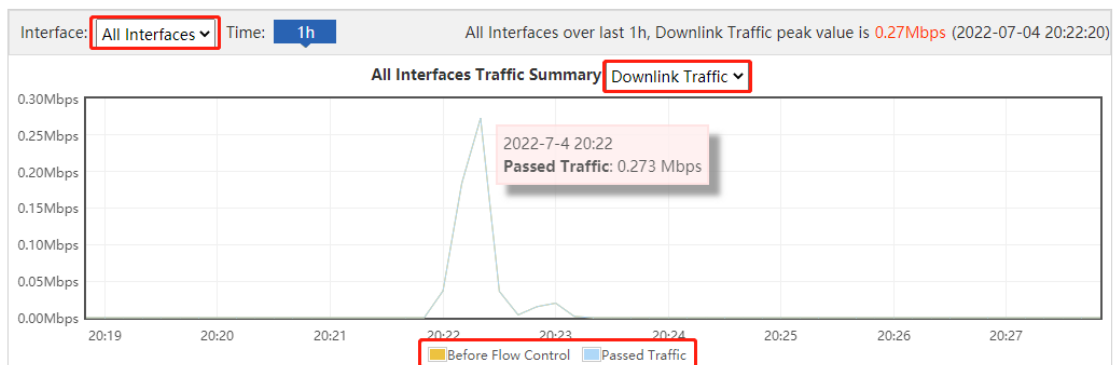 Interface: All Interfaces Time: 1h All Interfaces over last 1h, Downlink Traffic peak value is 0.27Mbps (2022-07-04 20:22:20)
All Interfaces Traffic Summary Downlink Traffic
0.30Mbps
0.25Mbps
2022-7-4 20:22
Passed Traffic: 0.273 Mbps
0.20Mbps
0.15Mbps
0.10Mbps
0.05Mbps
0.00Mbps
20:19 20:20 20:21 20:22 20:23 20:24 20:25 20:26 20:27
Before Flow Control Passed Traffic